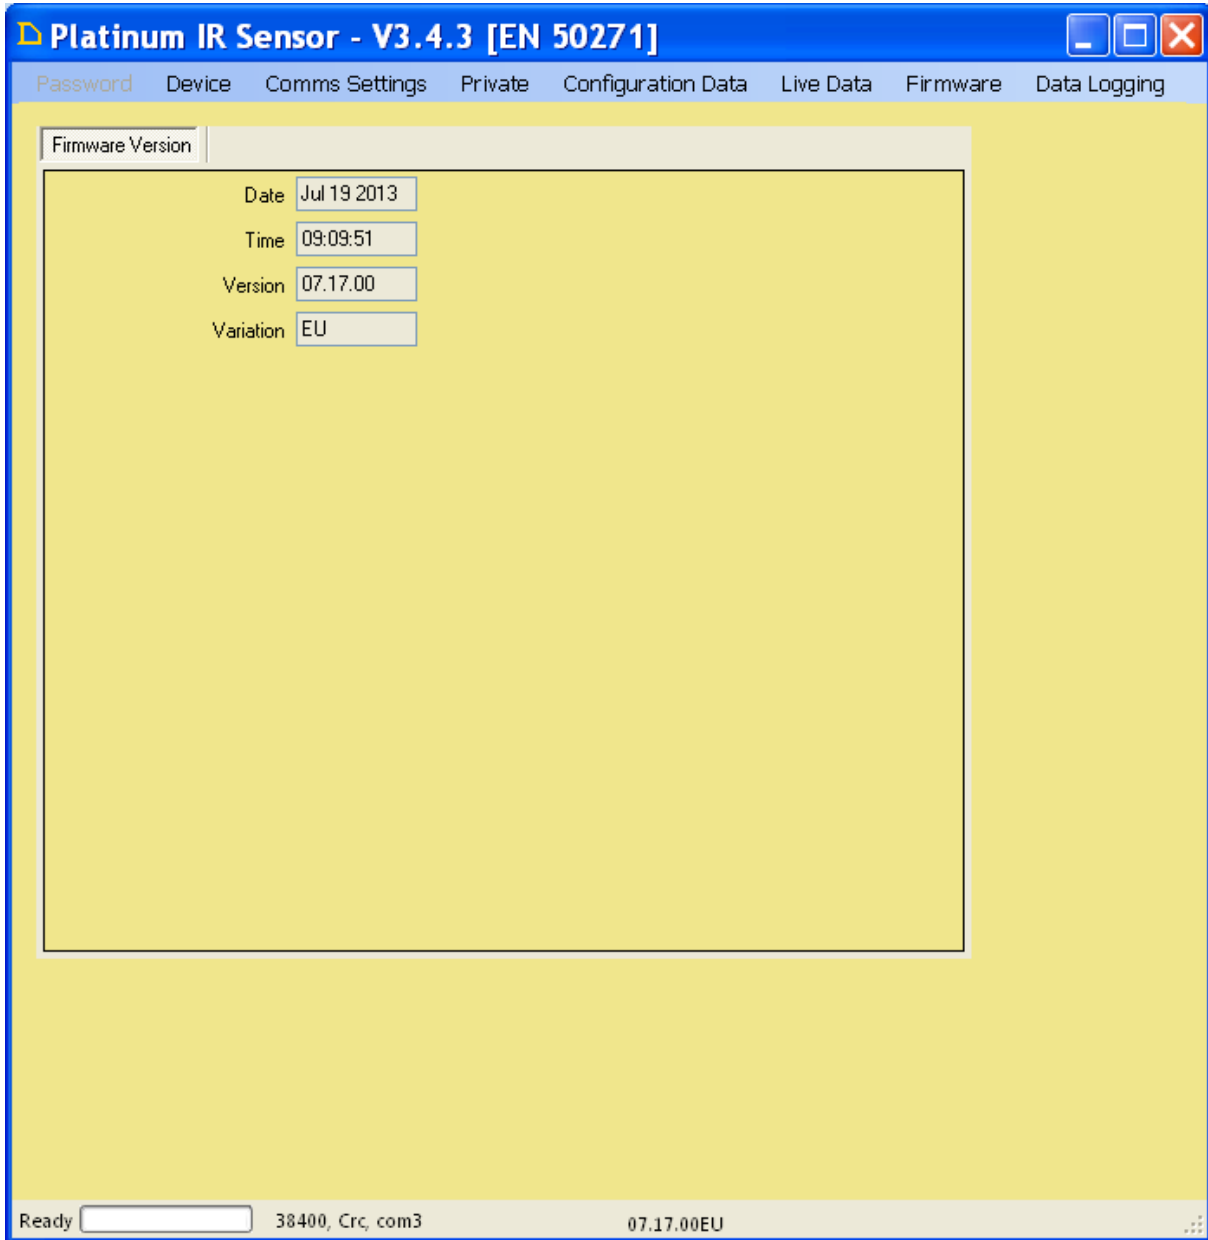 Platinum IR Sensor - V3.4.3 [EN 50271]
Password Device Comms Settings Private Configuration Data Live Data Firmware Data Logging
Firmware Version
Date Jul 19 2013
Time 09:09:51
Version 07.17.00
Variation EU
Ready 38400, Crc, com3 07.17.00EU